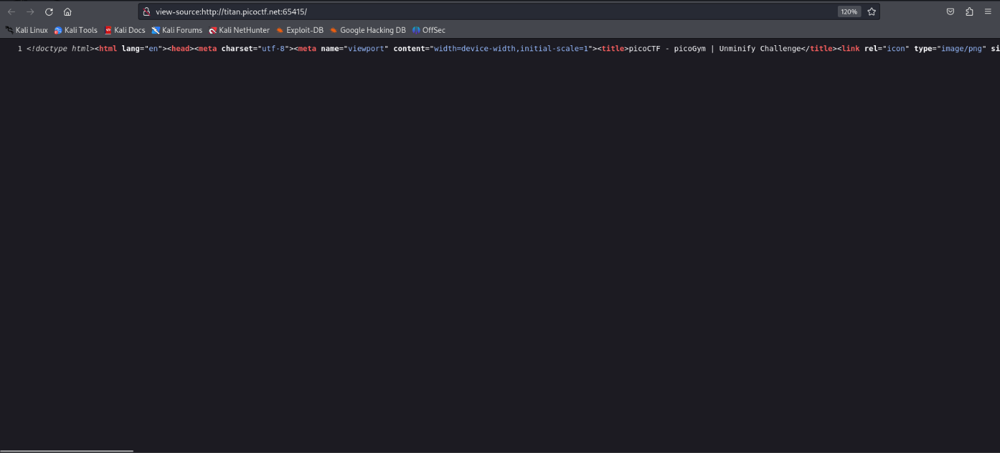 view-source:http://titan.picoctf.net:65415/ 120%
Kali Linux Kali Tools Kali Docs Kali Forums Kali NetHunter Exploit-DB Google Hacking DB OffSec
1 <!doctype html><html lang="en"><head><meta charset="utf-8"><meta name="viewport" content="width=device-width,initial-scale=1"><title>picoCTF - picoGym | Unminify Challenge</title><link rel="icon" type="image/png" si